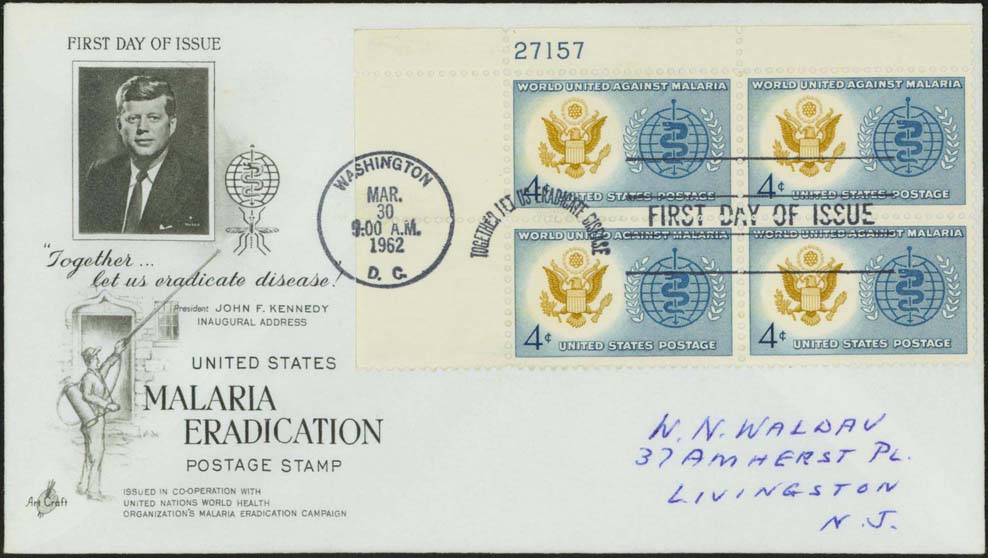 FIRST DAY OF ISSUE
"Together...
let us eradicate disease!
President JOHN F. KENNEDY
INAUGURAL ADDRESS
UNITED STATES
MALARIA
ERADICATION
POSTAGE STAMP
Art Craft
ISSUED IN CO-OPERATION WITH
UNITED NATIONS WORLD HEALTH
ORGANIZATION'S MALARIA ERADICATION CAMPAIGN
WASHINGTON
MAR.
30
9:00 A.M.
1962
D. C.
TOGETHER LET US ERADICATE DISEASE
FIRST DAY OF ISSUE
27157
WORLD UNITED AGAINST MALARIA
4¢
UNITED STATES POSTAGE
WORLD UNITED AGAINST MALARIA
4¢
UNITED STATES POSTAGE
WORLD UNITED AGAINST MALARIA
4¢
UNITED STATES POSTAGE
WORLD UNITED AGAINST MALARIA
4¢
UNITED STATES POSTAGE
W. N. WALDAU
37 AMHERST PL.
LIVINGSTON
N. J.